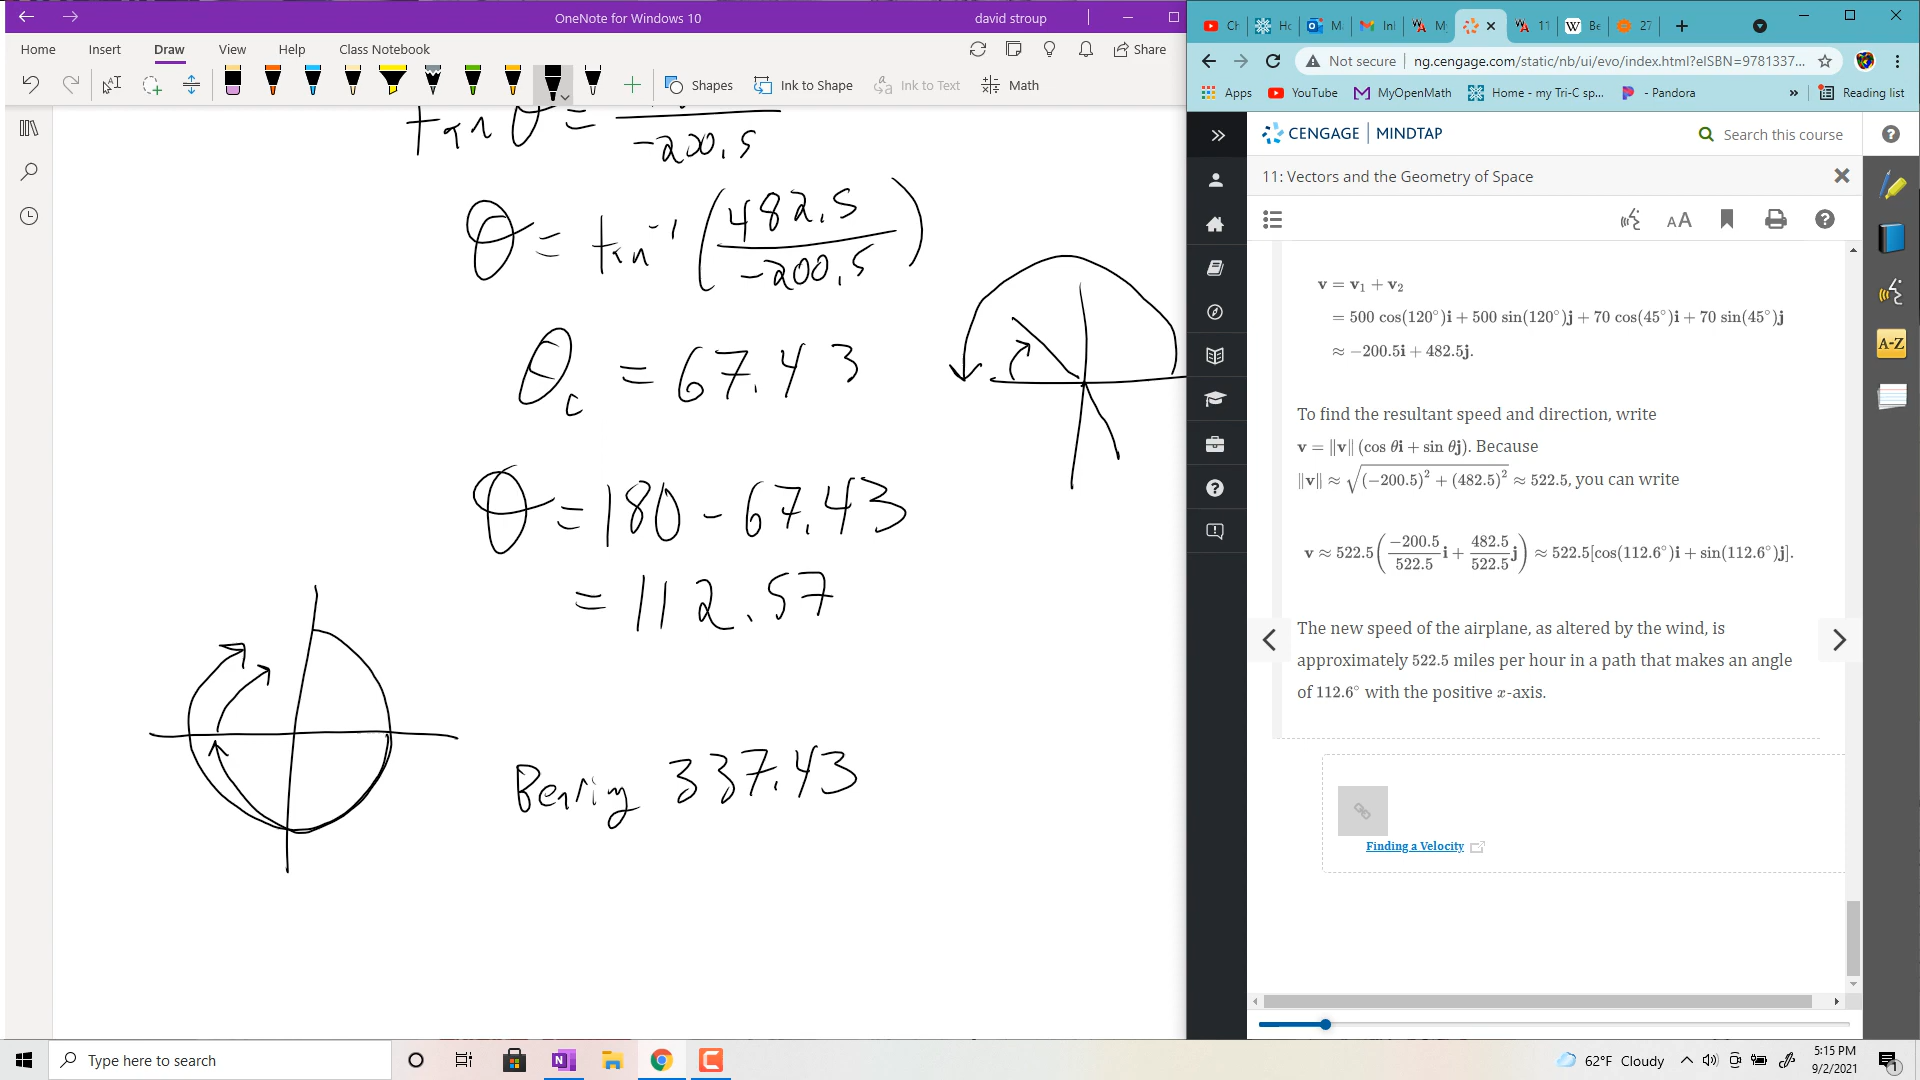 OneNote for Windows 10
david stroup
Home Insert Draw View Help Class Notebook
Share
Shapes Ink to Shape Ink to Text Math
tan θ = -200.5
θ = tan⁻¹ (482.5 / -200.5)
θc = 67.43
θ = 180 - 67.43
= 112.57
Bearing 337.43
Ch Ho M Inb M 11 W Be 27
Not secure ng.cengage.com/static/nb/ui/evo/index.html?eISBN=9781337...
Apps YouTube MyOpenMath Home - my Tri-C sp... - Pandora » Reading list
CENGAGE | MINDTAP
Search this course
11: Vectors and the Geometry of Space
AA
A-Z
v = v₁ + v₂
= 500 cos(120°)i + 500 sin(120°)j + 70 cos(45°)i + 70 sin(45°)j
≈ -200.5i + 482.5j.
To find the resultant speed and direction, write
v = ‖v‖ (cos θi + sin θj). Because
‖v‖ ≈ √((-200.5)² + (482.5)²) ≈ 522.5, you can write
v ≈ 522.5(-200.5/522.5 i + 482.5/522.5 j) ≈ 522.5[cos(112.6°)i + sin(112.6°)j].
The new speed of the airplane, as altered by the wind, is
approximately 522.5 miles per hour in a path that makes an angle
of 112.6° with the positive x-axis.
Finding a Velocity
Type here to search
62°F Cloudy
5:15 PM
9/2/2021
1